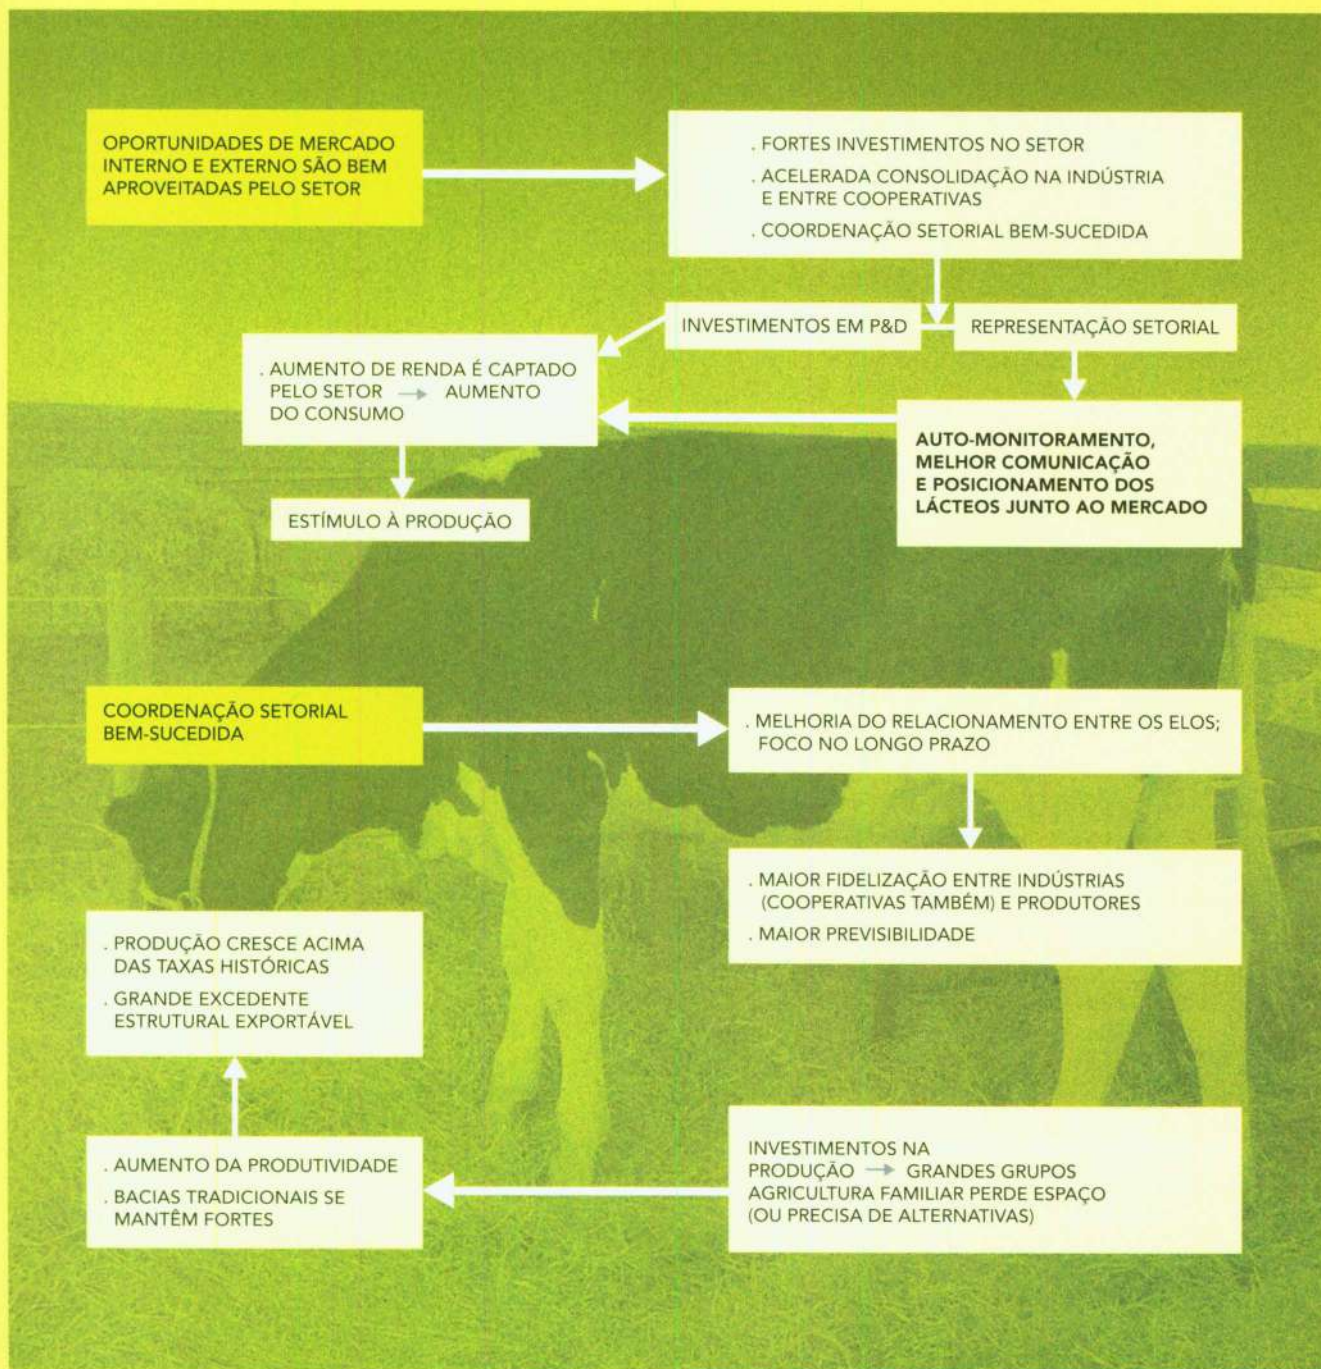 OPORTUNIDADES DE MERCADO
INTERNO E EXTERNO SÃO BEM
APROVEITADAS PELO SETOR
. FORTES INVESTIMENTOS NO SETOR
. ACELERADA CONSOLIDAÇÃO NA INDÚSTRIA
E ENTRE COOPERATIVAS
. COORDENAÇÃO SETORIAL BEM-SUCEDIDA
INVESTIMENTOS EM P&D
REPRESENTAÇÃO SETORIAL
. AUMENTO DE RENDA É CAPTADO
PELO SETOR → AUMENTO
DO CONSUMO
AUTO-MONITORAMENTO,
MELHOR COMUNICAÇÃO
E POSICIONAMENTO DOS
LÁCTEOS JUNTO AO MERCADO
ESTÍMULO À PRODUÇÃO
COORDENAÇÃO SETORIAL
BEM-SUCEDIDA
. MELHORIA DO RELACIONAMENTO ENTRE OS ELOS;
FOCO NO LONGO PRAZO
. MAIOR FIDELIZAÇÃO ENTRE INDÚSTRIAS
(COOPERATIVAS TAMBÉM) E PRODUTORES
. MAIOR PREVISIBILIDADE
. PRODUÇÃO CRESCE ACIMA
DAS TAXAS HISTÓRICAS
. GRANDE EXCEDENTE
ESTRUTURAL EXPORTÁVEL
. AUMENTO DA PRODUTIVIDADE
. BACIAS TRADICIONAIS SE
MANTÊM FORTES
INVESTIMENTOS NA
PRODUÇÃO → GRANDES GRUPOS
AGRICULTURA FAMILIAR PERDE ESPAÇO
(OU PRECISA DE ALTERNATIVAS)